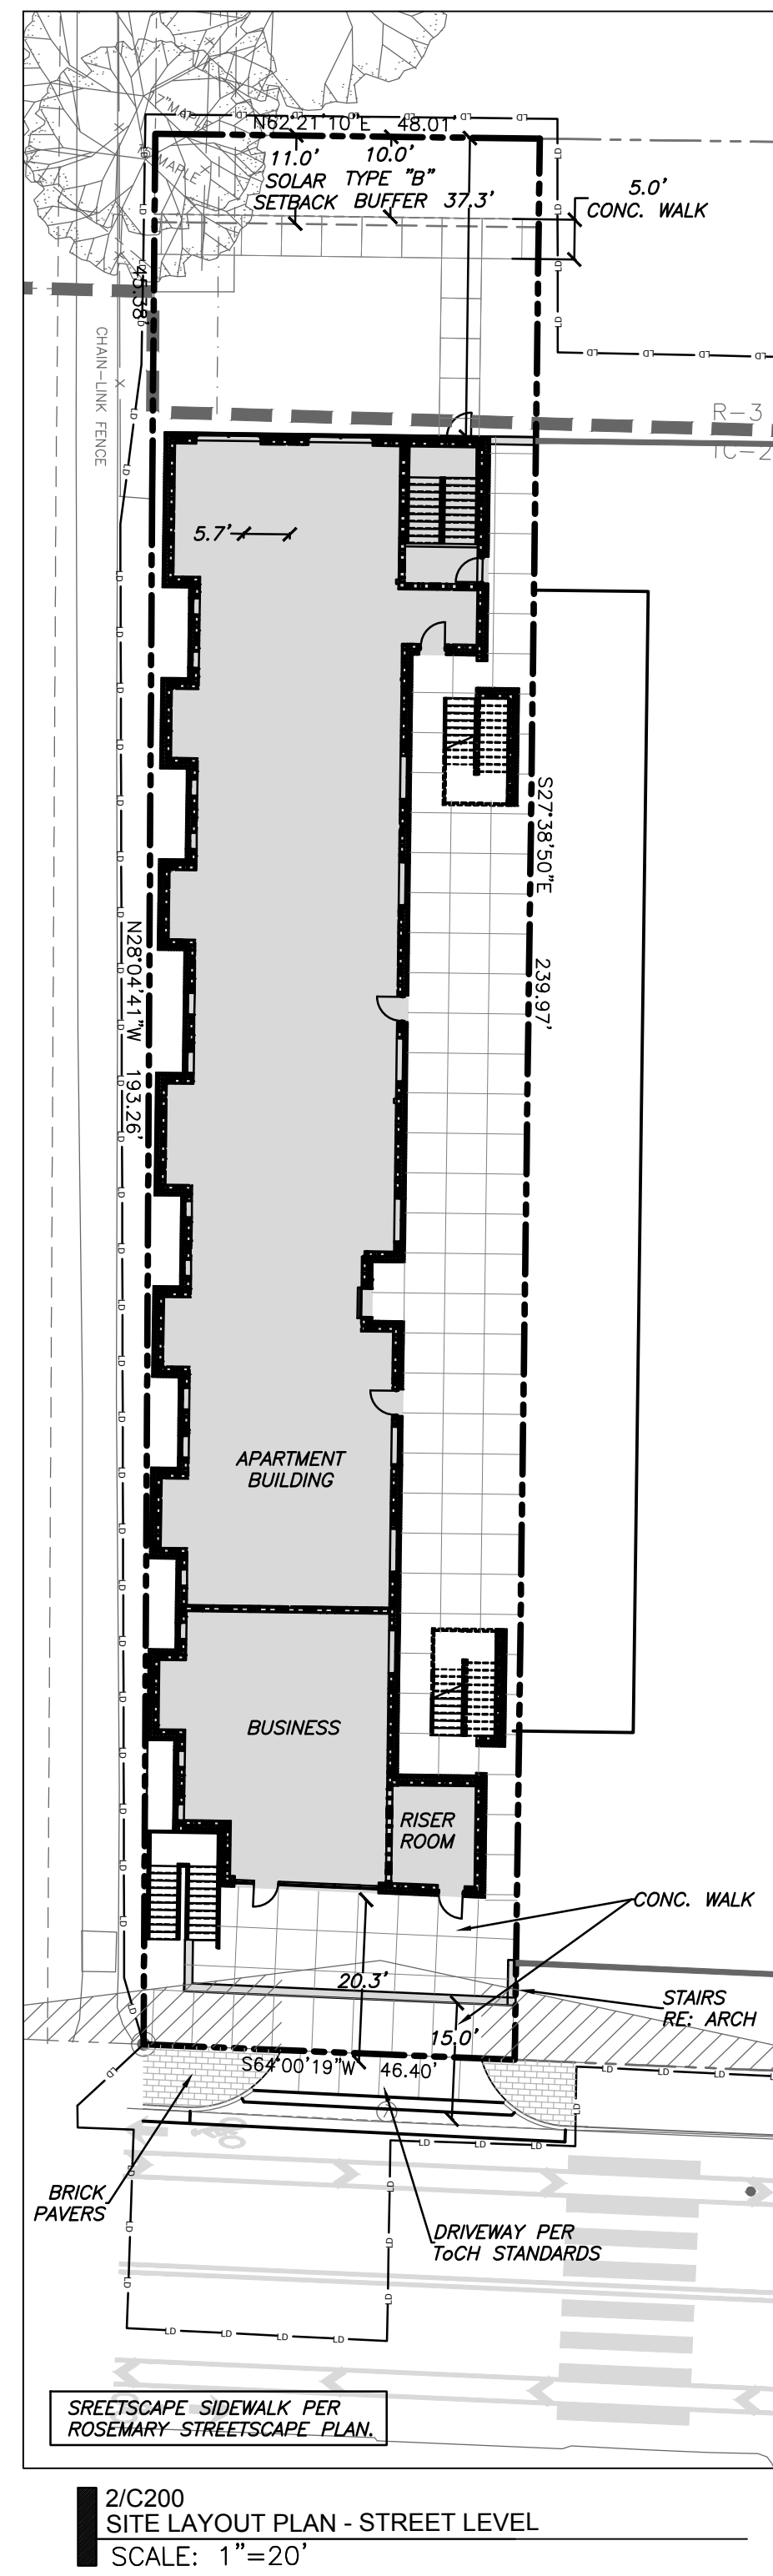 7"MAPLE
MAPLE
N62°21'10"E 48.01'
11.0'
SOLAR
SETBACK
10.0'
TYPE "B"
BUFFER
37.3'
5.0'
CONC. WALK
45.38'
CHAIN-LINK FENCE
R-3
TC-2
5.7'
S27°38'50"E 239.97'
N28°04'41"W 193.26'
APARTMENT
BUILDING
BUSINESS
RISER
ROOM
CONC. WALK
20.3'
STAIRS
RE: ARCH
15.0'
S64°00'19"W 46.40'
BRICK
PAVERS
DRIVEWAY PER
ToCH STANDARDS
SREETSCAPE SIDEWALK PER
ROSEMARY STREETSCAPE PLAN.
2/C200
SITE LAYOUT PLAN - STREET LEVEL
SCALE: 1"=20'